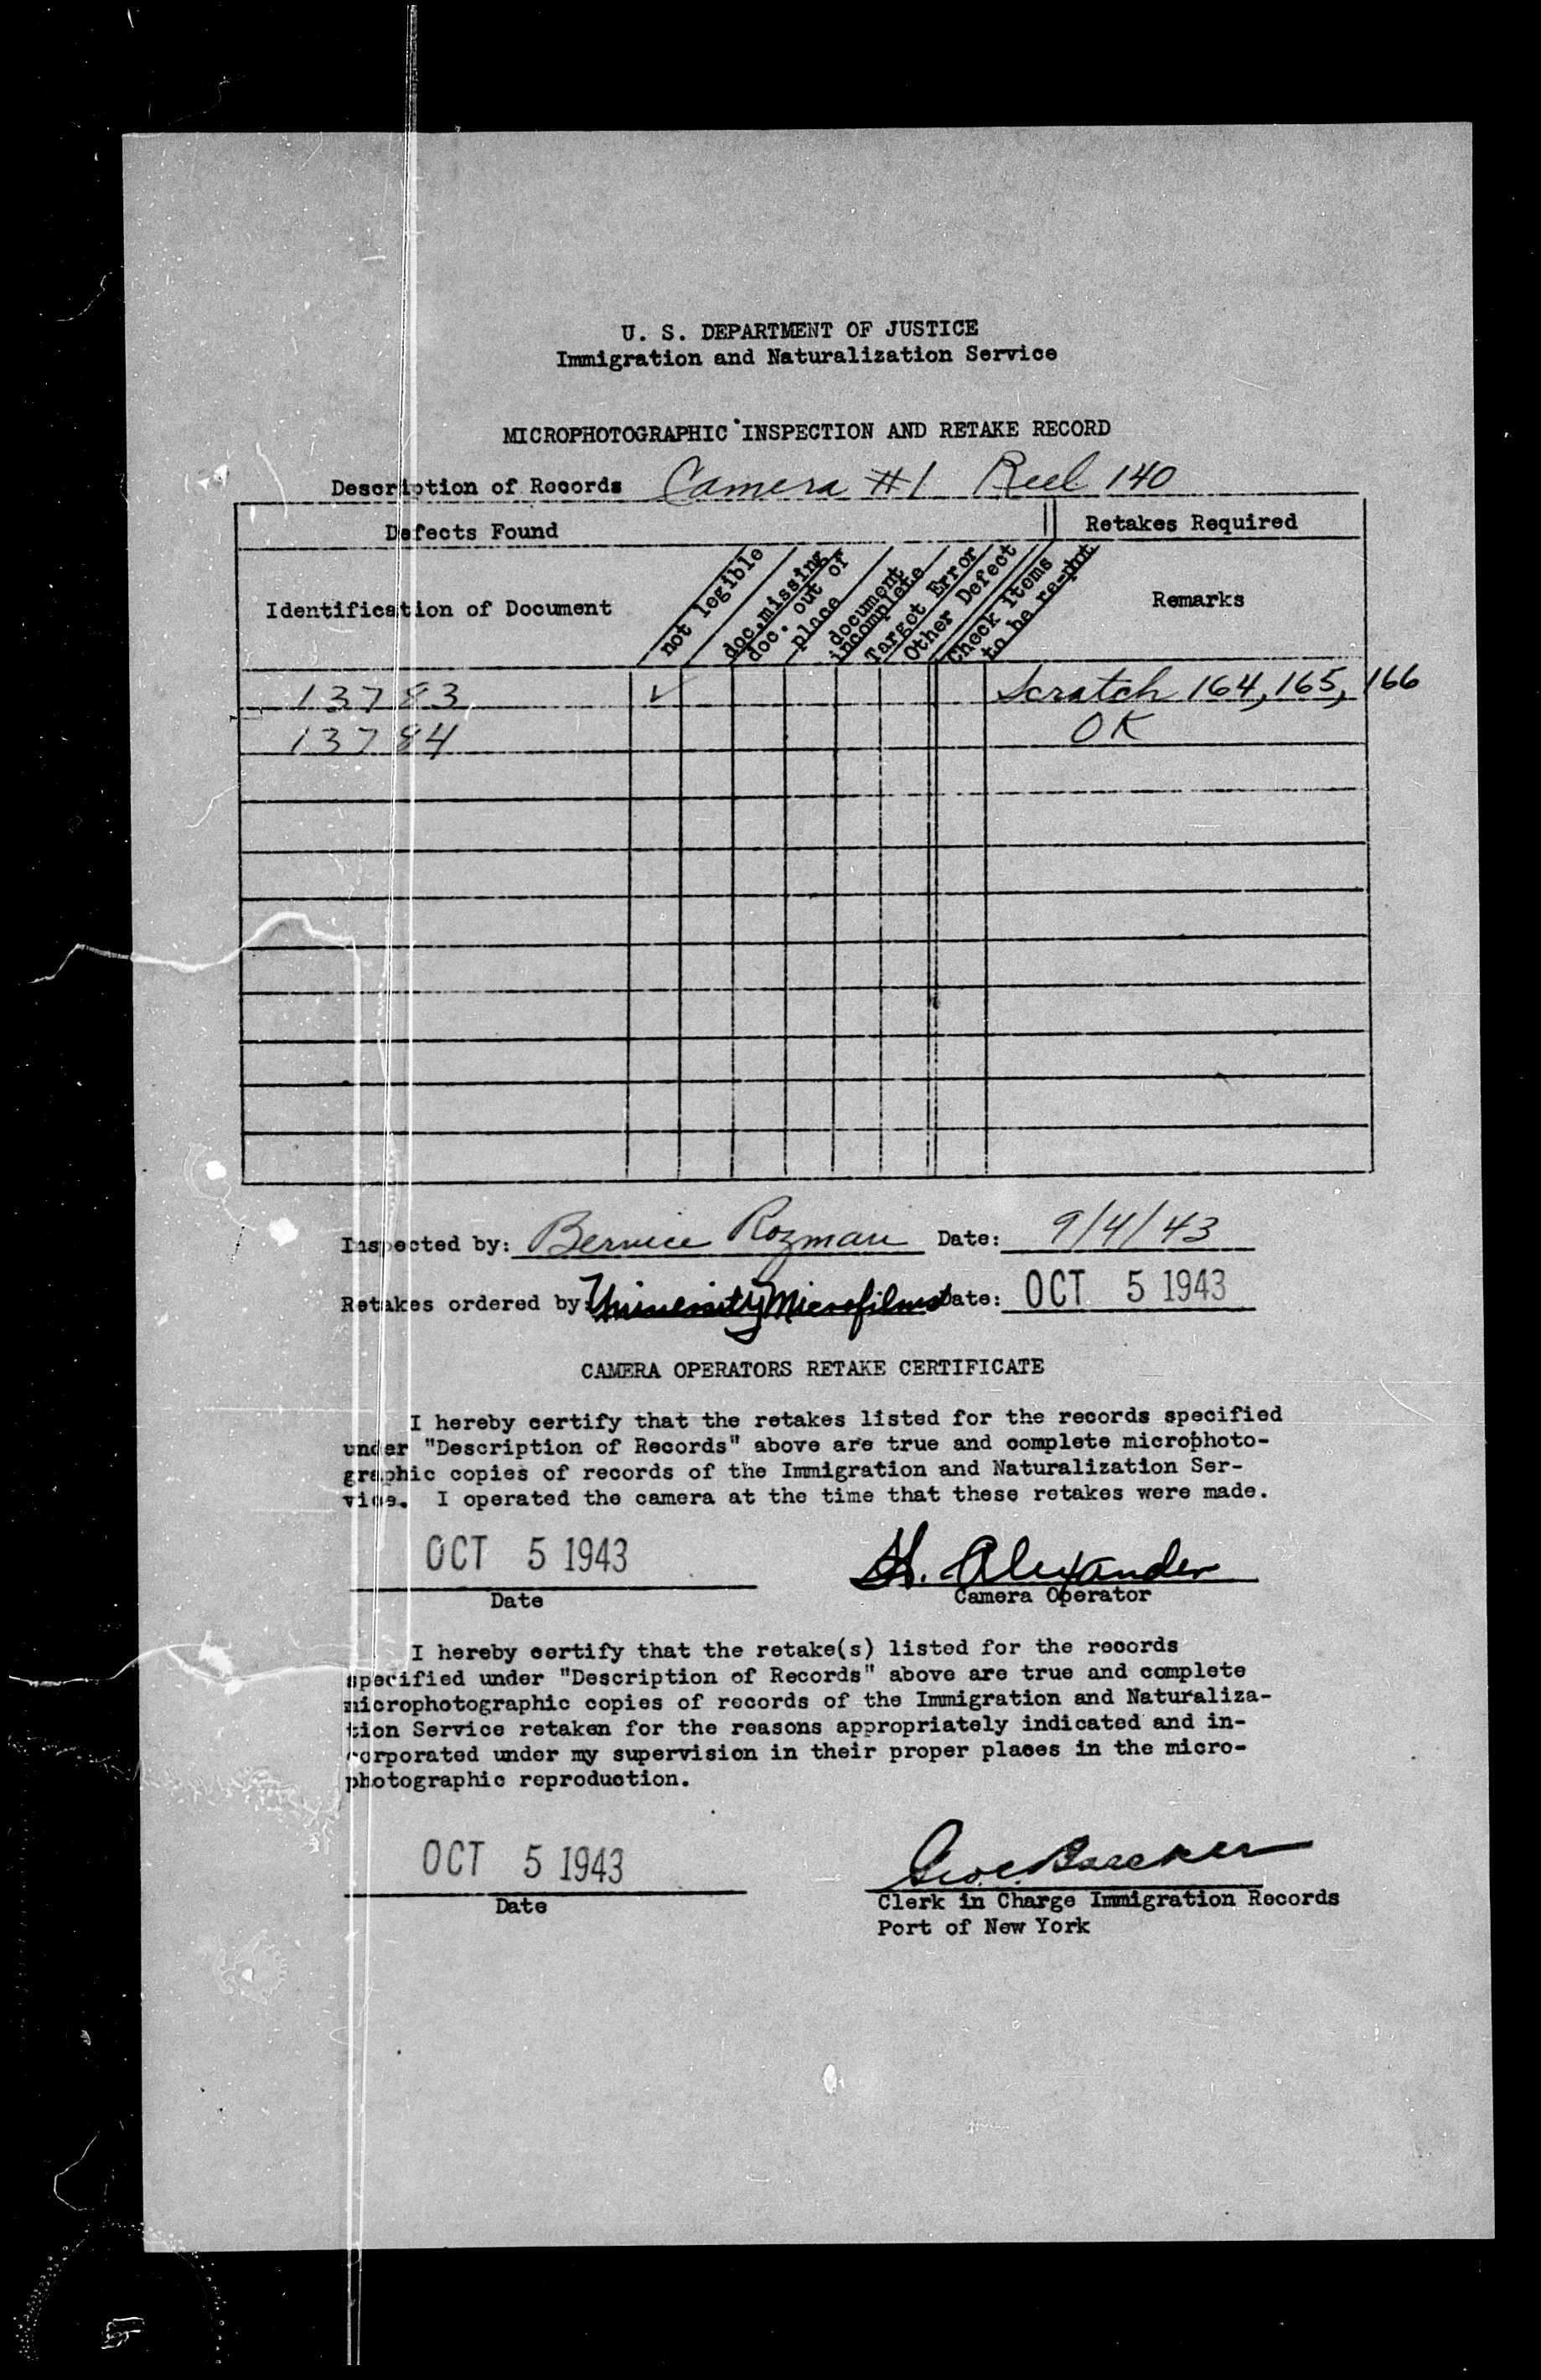 U. S. DEPARTMENT OF JUSTICE
Immigration and Naturalization Service
MICROPHOTOGRAPHIC INSPECTION AND RETAKE RECORD
Description of Records Camera #1 Reel 140
Defects Found Retakes Required
Identification of Document
not legible
doc. missing
doc. out of
place
document
incomplete
Target Error
Other Defect
Check items
to be re-pht
Remarks
13783 ✓ Scratch 164, 165, 166
13784 OK
Inspected by: Bernice Rozman Date: 9/4/43
Retakes ordered by: University Microfilms Date: OCT 5 1943
CAMERA OPERATORS RETAKE CERTIFICATE
I hereby certify that the retakes listed for the records specified
under "Description of Records" above are true and complete microphoto-
graphic copies of records of the Immigration and Naturalization Ser-
vice. I operated the camera at the time that these retakes were made.
OCT 5 1943 H. Alexander
Date Camera Operator
I hereby certify that the retake(s) listed for the records
specified under "Description of Records" above are true and complete
microphotographic copies of records of the Immigration and Naturaliza-
tion Service retaken for the reasons appropriately indicated and in-
corporated under my supervision in their proper places in the micro-
photographic reproduction.
OCT 5 1943
Date Clerk in Charge Immigration Records
Port of New York